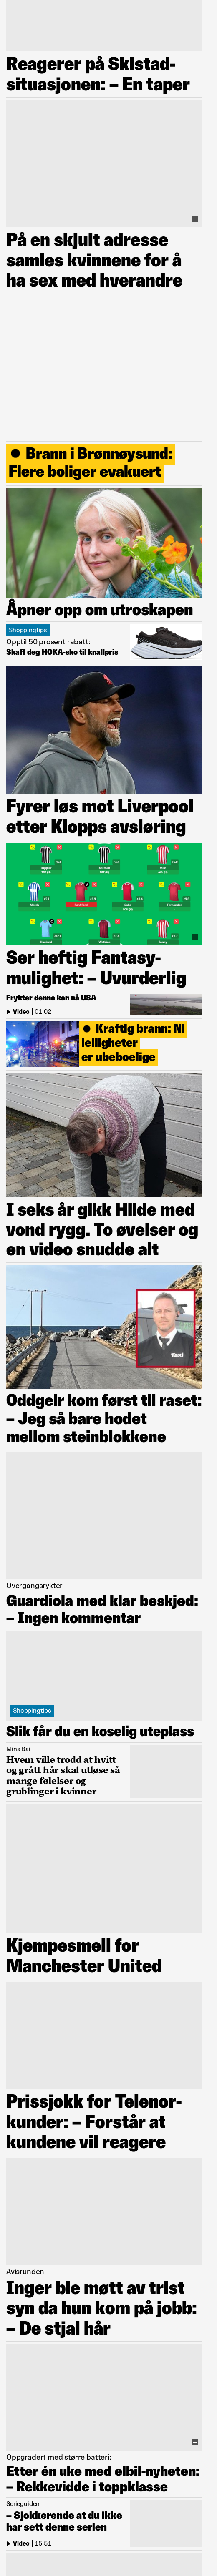 Reagerer på Skistad-
situasjonen: – En taper
På en skjult adresse
samles kvinnene for å
ha sex med hverandre
Brann i Brønnøysund:
Flere boliger evakuert
Åpner opp om utroskapen
Shoppingtips
Opptil 50 prosent rabatt:
Skaff deg HOKA-sko til knallpris
Fyrer løs mot Liverpool
etter Klopps avsløring
Ser heftig Fantasy-
mulighet: – Uvurderlig
Frykter denne kan nå USA
Video | 01:02
Kraftig brann: Ni
leiligheter
er ubeboelige
I seks år gikk Hilde med
vond rygg. To øvelser og
en video snudde alt
Taxi
Oddgeir kom først til raset:
– Jeg så bare hodet
mellom steinblokkene
Overgangsrykter
Guardiola med klar beskjed:
– Ingen kommentar
Shoppingtips
Slik får du en koselig uteplass
Mina Bai
Hvem ville trodd at hvitt
og grått hår skal utløse så
mange følelser og
grublinger i kvinner
Kjempesmell for
Manchester United
Prissjokk for Telenor-
kunder: – Forstår at
kundene vil reagere
Avisrunden
Inger ble møtt av trist
syn da hun kom på jobb:
– De stjal hår
Oppgradert med større batteri:
Etter én uke med elbil-nyheten:
– Rekkevidde i toppklasse
Serieguiden
– Sjokkerende at du ikke
har sett denne serien
Video | 15:51